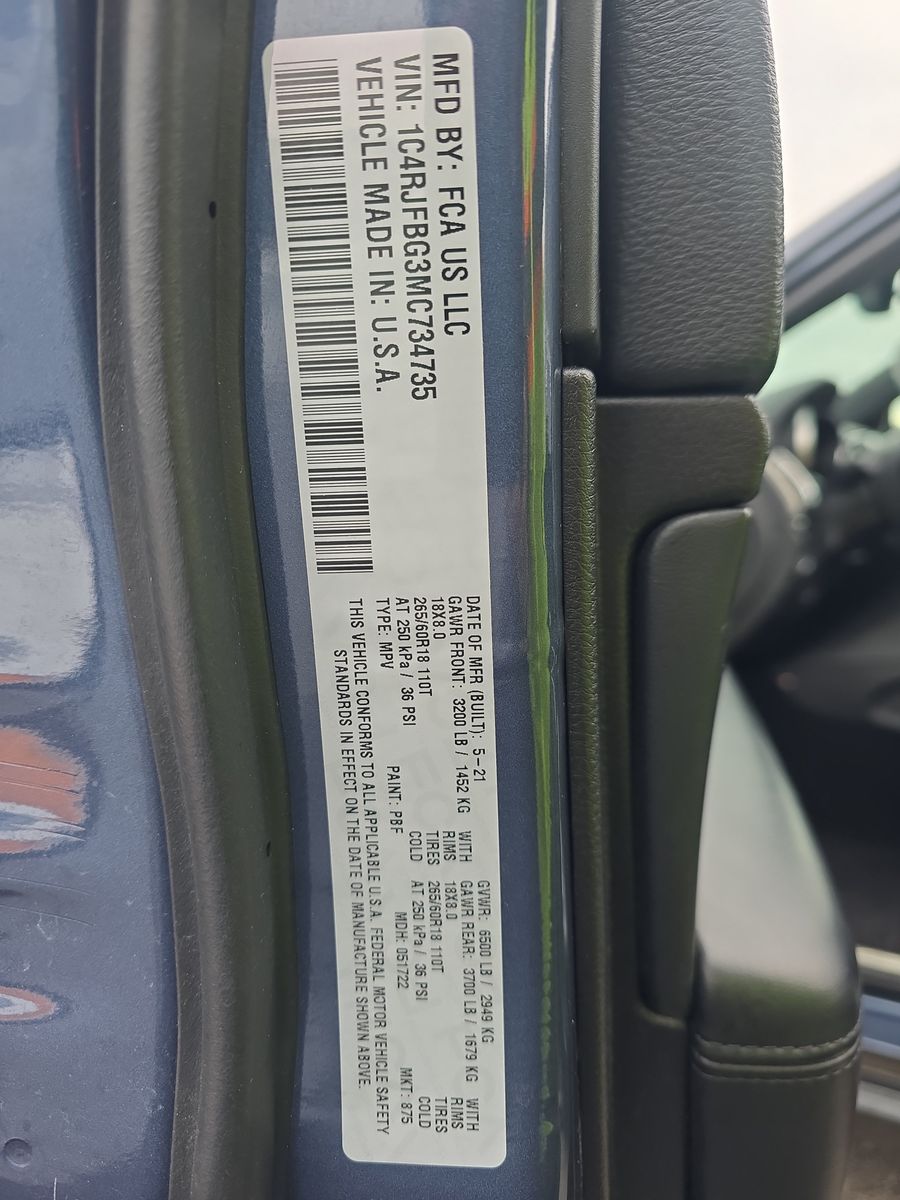 MFD BY: FCA US LLC
VIN: 1C4RJFBG3MC734735
VEHICLE MADE IN: U.S.A.
DATE OF MFR (BUILT): 5-21 GVWR: 6500 LB / 2949 KG
GAWR FRONT: 3200 LB / 1452 KG WITH GAWR REAR: 3700 LB / 1679 KG WITH
18X8.0 RIMS 18X8.0 RIMS
265/60R18 110T TIRES 265/60R18 110T TIRES
AT 250 kPa / 36 PSI COLD AT 250 kPa / 36 PSI COLD
TYPE: MPV PAINT: PBF MDH: 051722 MKT: 875
THIS VEHICLE CONFORMS TO ALL APPLICABLE U.S.A. FEDERAL MOTOR VEHICLE SAFETY
STANDARDS IN EFFECT ON THE DATE OF MANUFACTURE SHOWN ABOVE.